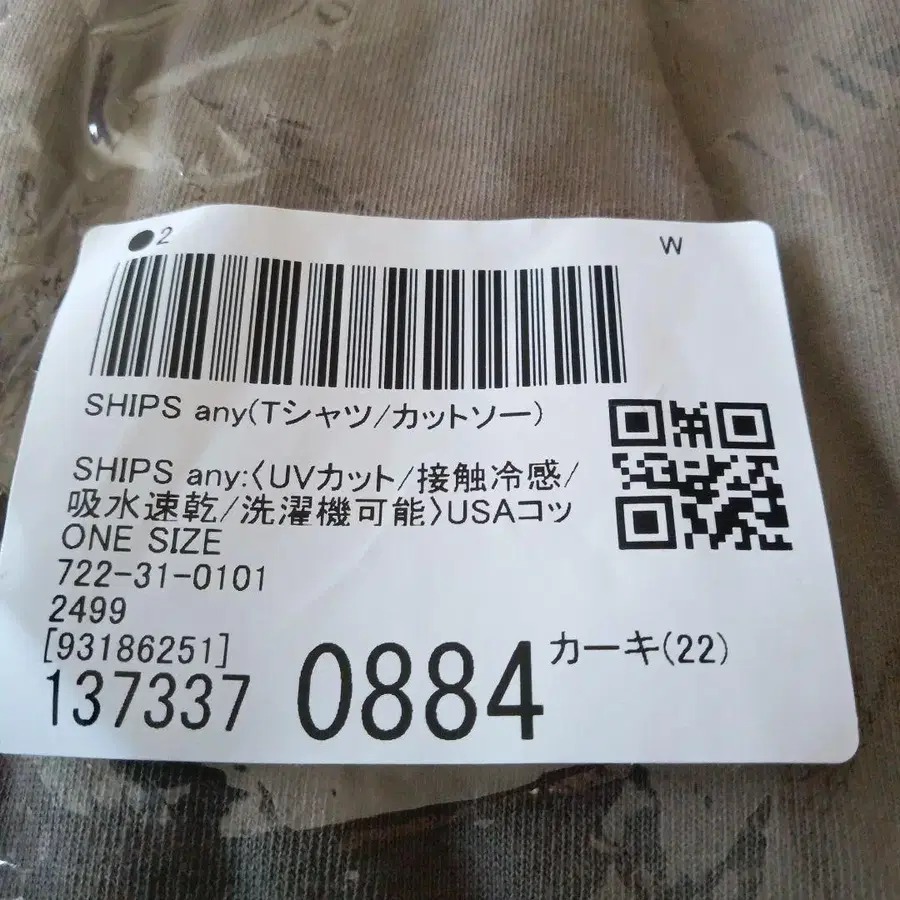 ●2 W
SHIPS any(Tシャツ/カットソー)
SHIPS any:〈UVカット/接触冷感/
吸水速乾/洗濯機可能〉USAコッ
ONE SIZE
722-31-0101
2499
[93186251]
137337 0884 カーキ(22)